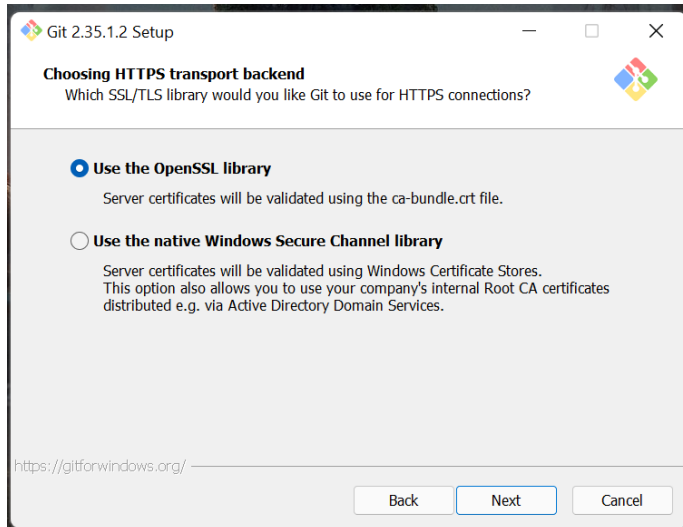 Git 2.35.1.2 Setup
Choosing HTTPS transport backend
Which SSL/TLS library would you like Git to use for HTTPS connections?
Use the OpenSSL library
Server certificates will be validated using the ca-bundle.crt file.
Use the native Windows Secure Channel library
Server certificates will be validated using Windows Certificate Stores.
This option also allows you to use your company's internal Root CA certificates
distributed e.g. via Active Directory Domain Services.
https://gitforwindows.org/
Back Next Cancel